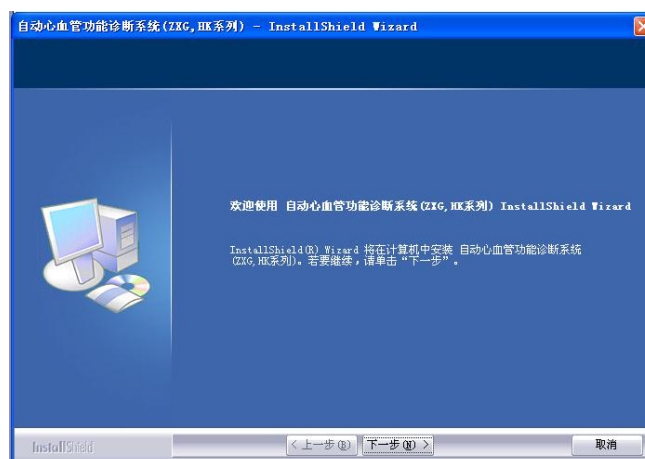 自动心血管功能诊断系统(ZXG,HK系列) - InstallShield Wizard
欢迎使用 自动心血管功能诊断系统(ZXG,HK系列) InstallShield Wizard
InstallShield(R) Wizard 将在计算机中安装 自动心血管功能诊断系统
(ZXG,HK系列)。若要继续，请单击“下一步”。
InstallShield
< 上一步(B) 下一步(N) > 取消